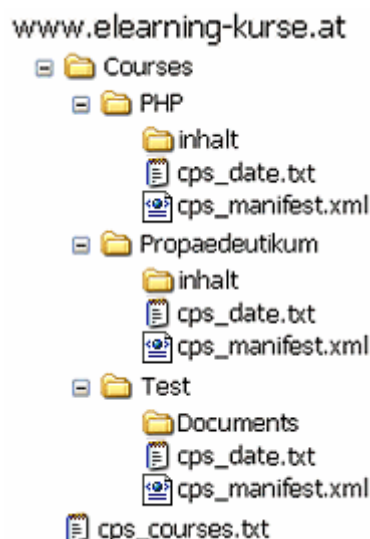 www.elearning-kurse.at
Courses
PHP
inhalt
cps_date.txt
cps_manifest.xml
Propaedeutikum
inhalt
cps_date.txt
cps_manifest.xml
Test
Documents
cps_date.txt
cps_manifest.xml
cps_courses.txt